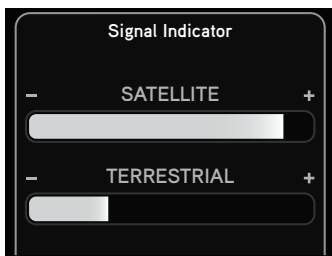 Signal Indicator
– SATELLITE +
– TERRESTRIAL +